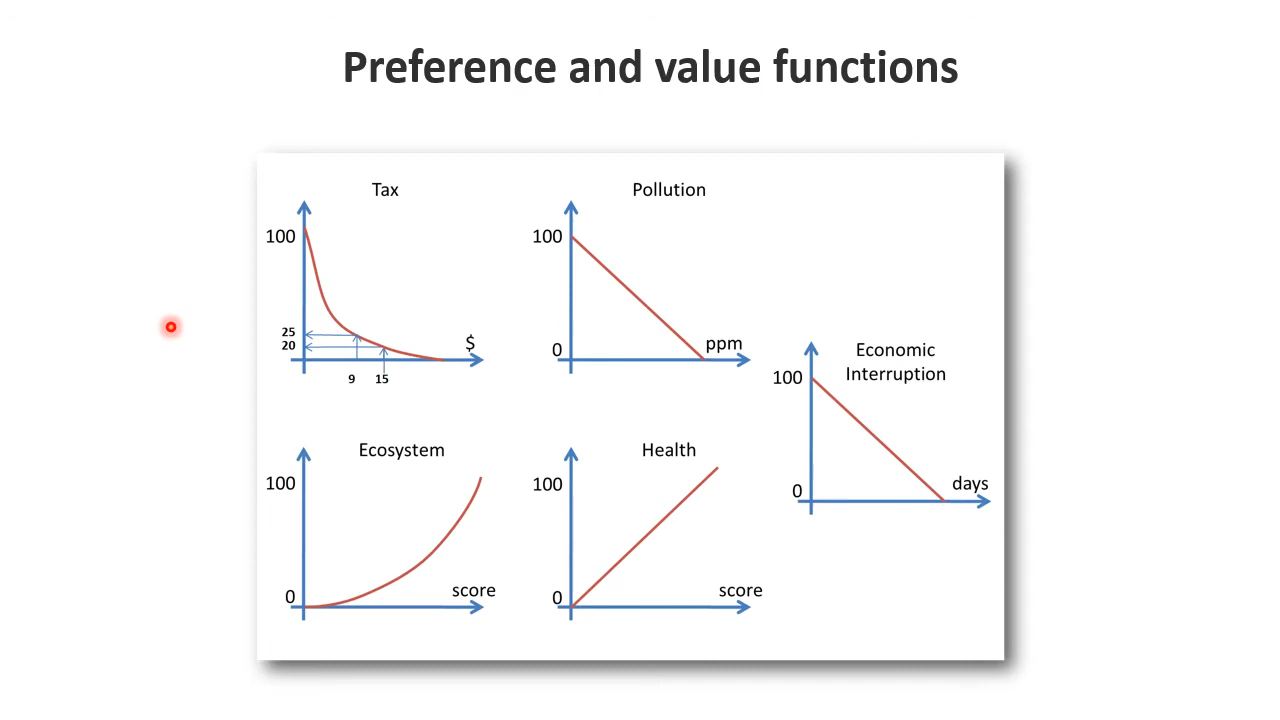 Preference and value functions
Tax
100
25
20
$
9
15
Pollution
100
0
ppm
Economic
Interruption
100
0
days
Ecosystem
100
0
score
Health
100
0
score